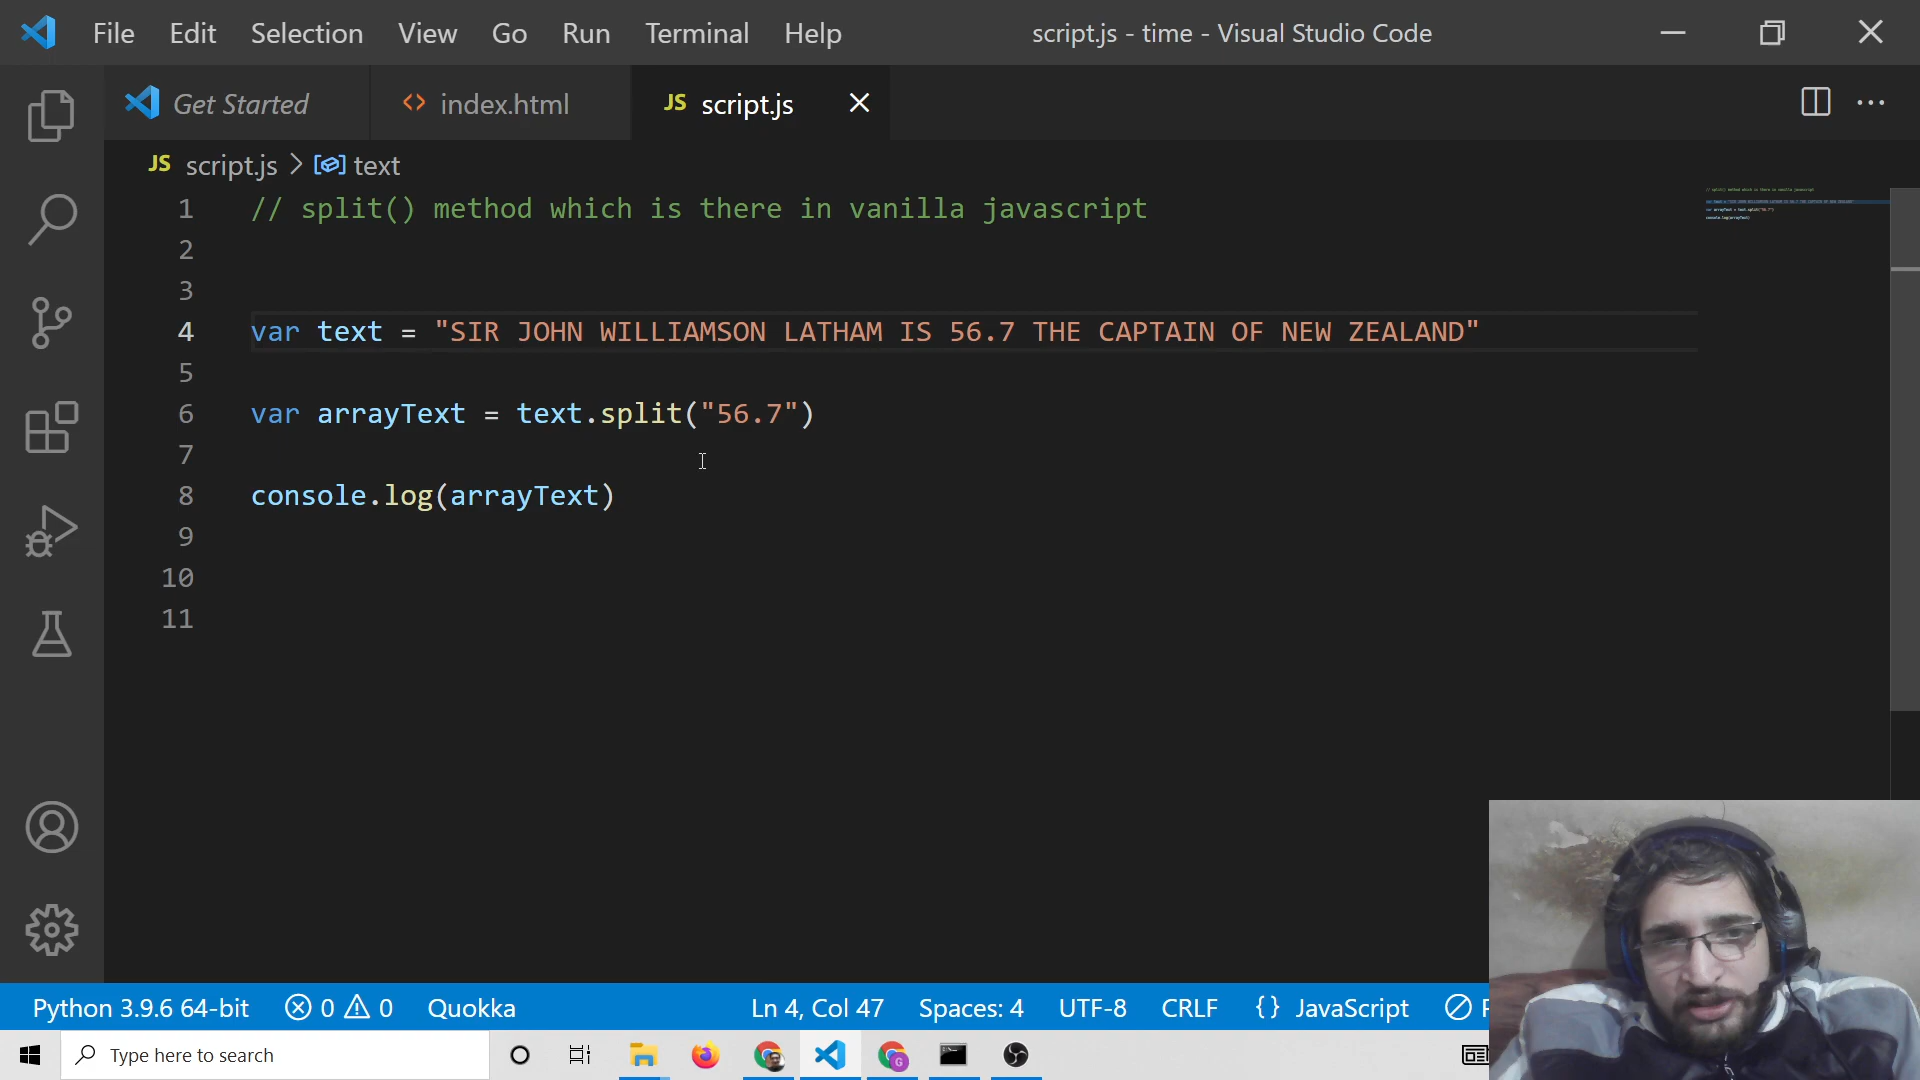 File Edit Selection View Go Run Terminal Help script.js - time - Visual Studio Code
Get Started index.html JS script.js
JS script.js > text
1 // split() method which is there in vanilla javascript
2
3
4 var text = "SIR JOHN WILLIAMSON LATHAM IS 56.7 THE CAPTAIN OF NEW ZEALAND"
5
6 var arrayText = text.split("56.7")
7
8 console.log(arrayText)
9
10
11
Python 3.9.6 64-bit 0 0 Quokka Ln 4, Col 47 Spaces: 4 UTF-8 CRLF {} JavaScript
Type here to search